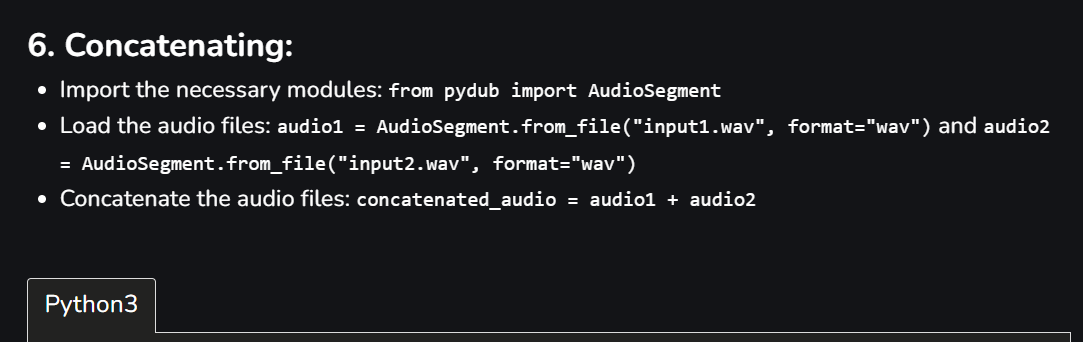 6. Concatenating:
• Import the necessary modules: from pydub import AudioSegment
• Load the audio files: audio1 = AudioSegment.from_file("input1.wav", format="wav") and audio2
= AudioSegment.from_file("input2.wav", format="wav")
• Concatenate the audio files: concatenated_audio = audio1 + audio2
Python3